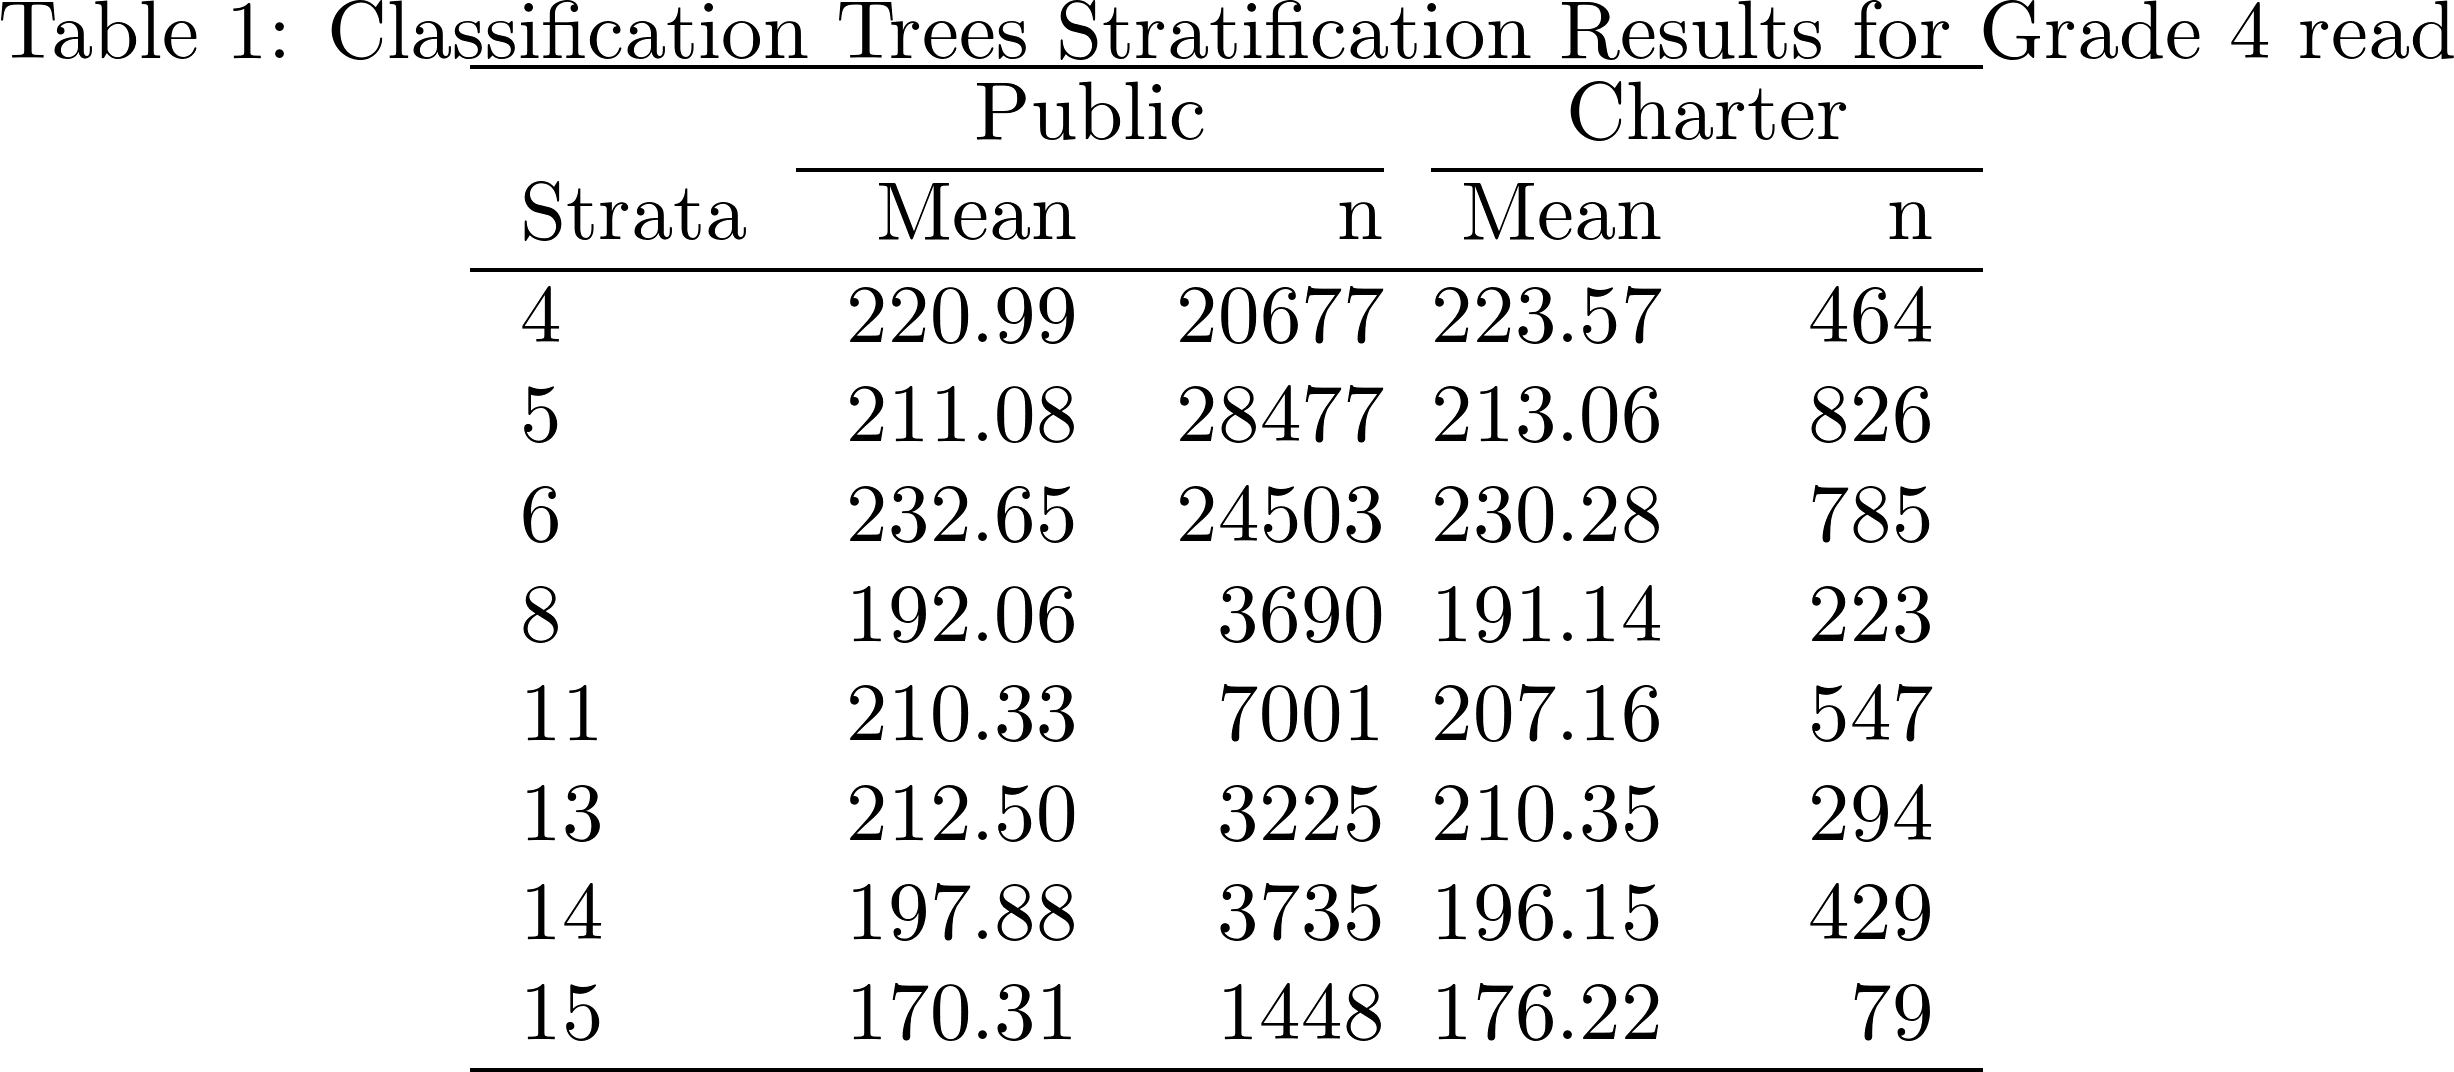 Table 1: Classification Trees Stratification Results for Grade 4 read
Public Charter
Strata Mean n Mean n
4 220.99 20677 223.57 464
5 211.08 28477 213.06 826
6 232.65 24503 230.28 785
8 192.06 3690 191.14 223
11 210.33 7001 207.16 547
13 212.50 3225 210.35 294
14 197.88 3735 196.15 429
15 170.31 1448 176.22 79